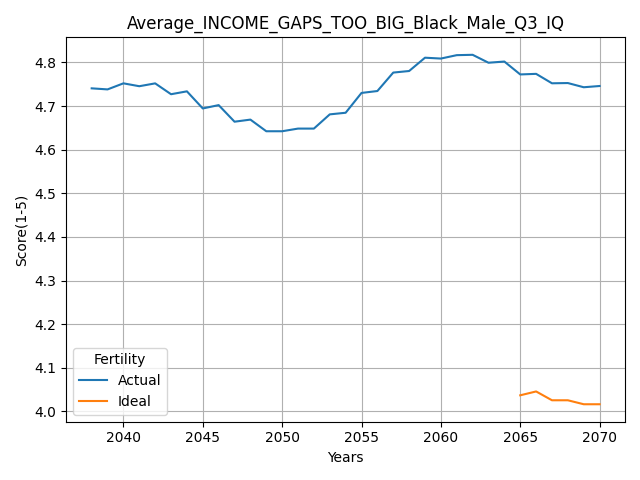 Average_INCOME_GAPS_TOO_BIG_Black_Male_Q3_IQ
Score(1-5)
4.8
4.7
4.6
4.5
4.4
4.3
4.2
4.1
4.0
Fertility
Actual
Ideal
2040 2045 2050 2055 2060 2065 2070
Years